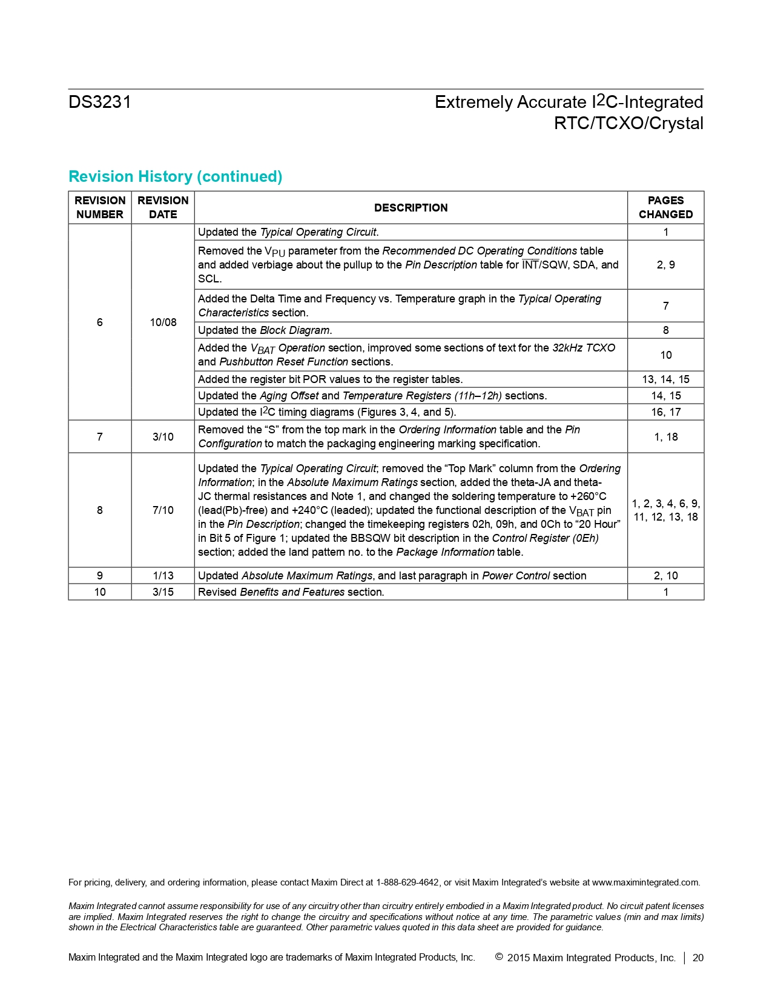 DS3231
Extremely Accurate I2C-Integrated
RTC/TCXO/Crystal
Revision History (continued)
REVISION NUMBER
REVISION DATE
DESCRIPTION
PAGES CHANGED
6
10/08
Updated the Typical Operating Circuit.
1
Removed the VPU parameter from the Recommended DC Operating Conditions table
and added verbiage about the pullup to the Pin Description table for INT/SQW, SDA, and
SCL.
2, 9
Added the Delta Time and Frequency vs. Temperature graph in the Typical Operating
Characteristics section.
7
Updated the Block Diagram.
8
Added the VBAT Operation section, improved some sections of text for the 32kHz TCXO
and Pushbutton Reset Function sections.
10
Added the register bit POR values to the register tables.
13, 14, 15
Updated the Aging Offset and Temperature Registers (11h–12h) sections.
14, 15
Updated the I2C timing diagrams (Figures 3, 4, and 5).
16, 17
7
3/10
Removed the “S” from the top mark in the Ordering Information table and the Pin
Configuration to match the packaging engineering marking specification.
1, 18
8
7/10
Updated the Typical Operating Circuit; removed the “Top Mark” column from the Ordering
Information; in the Absolute Maximum Ratings section, added the theta-JA and theta-
JC thermal resistances and Note 1, and changed the soldering temperature to +260°C
(lead(Pb)-free) and +240°C (leaded); updated the functional description of the VBAT pin
in the Pin Description; changed the timekeeping registers 02h, 09h, and 0Ch to “20 Hour”
in Bit 5 of Figure 1; updated the BBSQW bit description in the Control Register (0Eh)
section; added the land pattern no. to the Package Information table.
1, 2, 3, 4, 6, 9,
11, 12, 13, 18
9
1/13
Updated Absolute Maximum Ratings, and last paragraph in Power Control section
2, 10
10
3/15
Revised Benefits and Features section.
1
For pricing, delivery, and ordering information, please contact Maxim Direct at 1-888-629-4642, or visit Maxim Integrated’s website at www.maximintegrated.com.
Maxim Integrated cannot assume responsibility for use of any circuitry other than circuitry entirely embodied in a Maxim Integrated product. No circuit patent licenses
are implied. Maxim Integrated reserves the right to change the circuitry and specifications without notice at any time. The parametric values (min and max limits)
shown in the Electrical Characteristics table are guaranteed. Other parametric values quoted in this data sheet are provided for guidance.
Maxim Integrated and the Maxim Integrated logo are trademarks of Maxim Integrated Products, Inc.
© 2015 Maxim Integrated Products, Inc. | 20